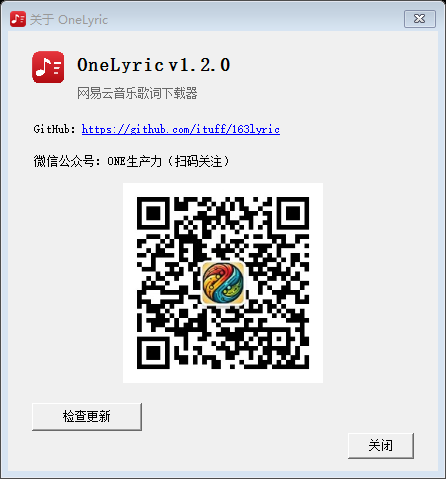 关于 OneLyric
OneLyric v1.2.0
网易云音乐歌词下载器
GitHub: https://github.com/ituff/163lyric
微信公众号: ONE生产力（扫码关注）
检查更新
关闭